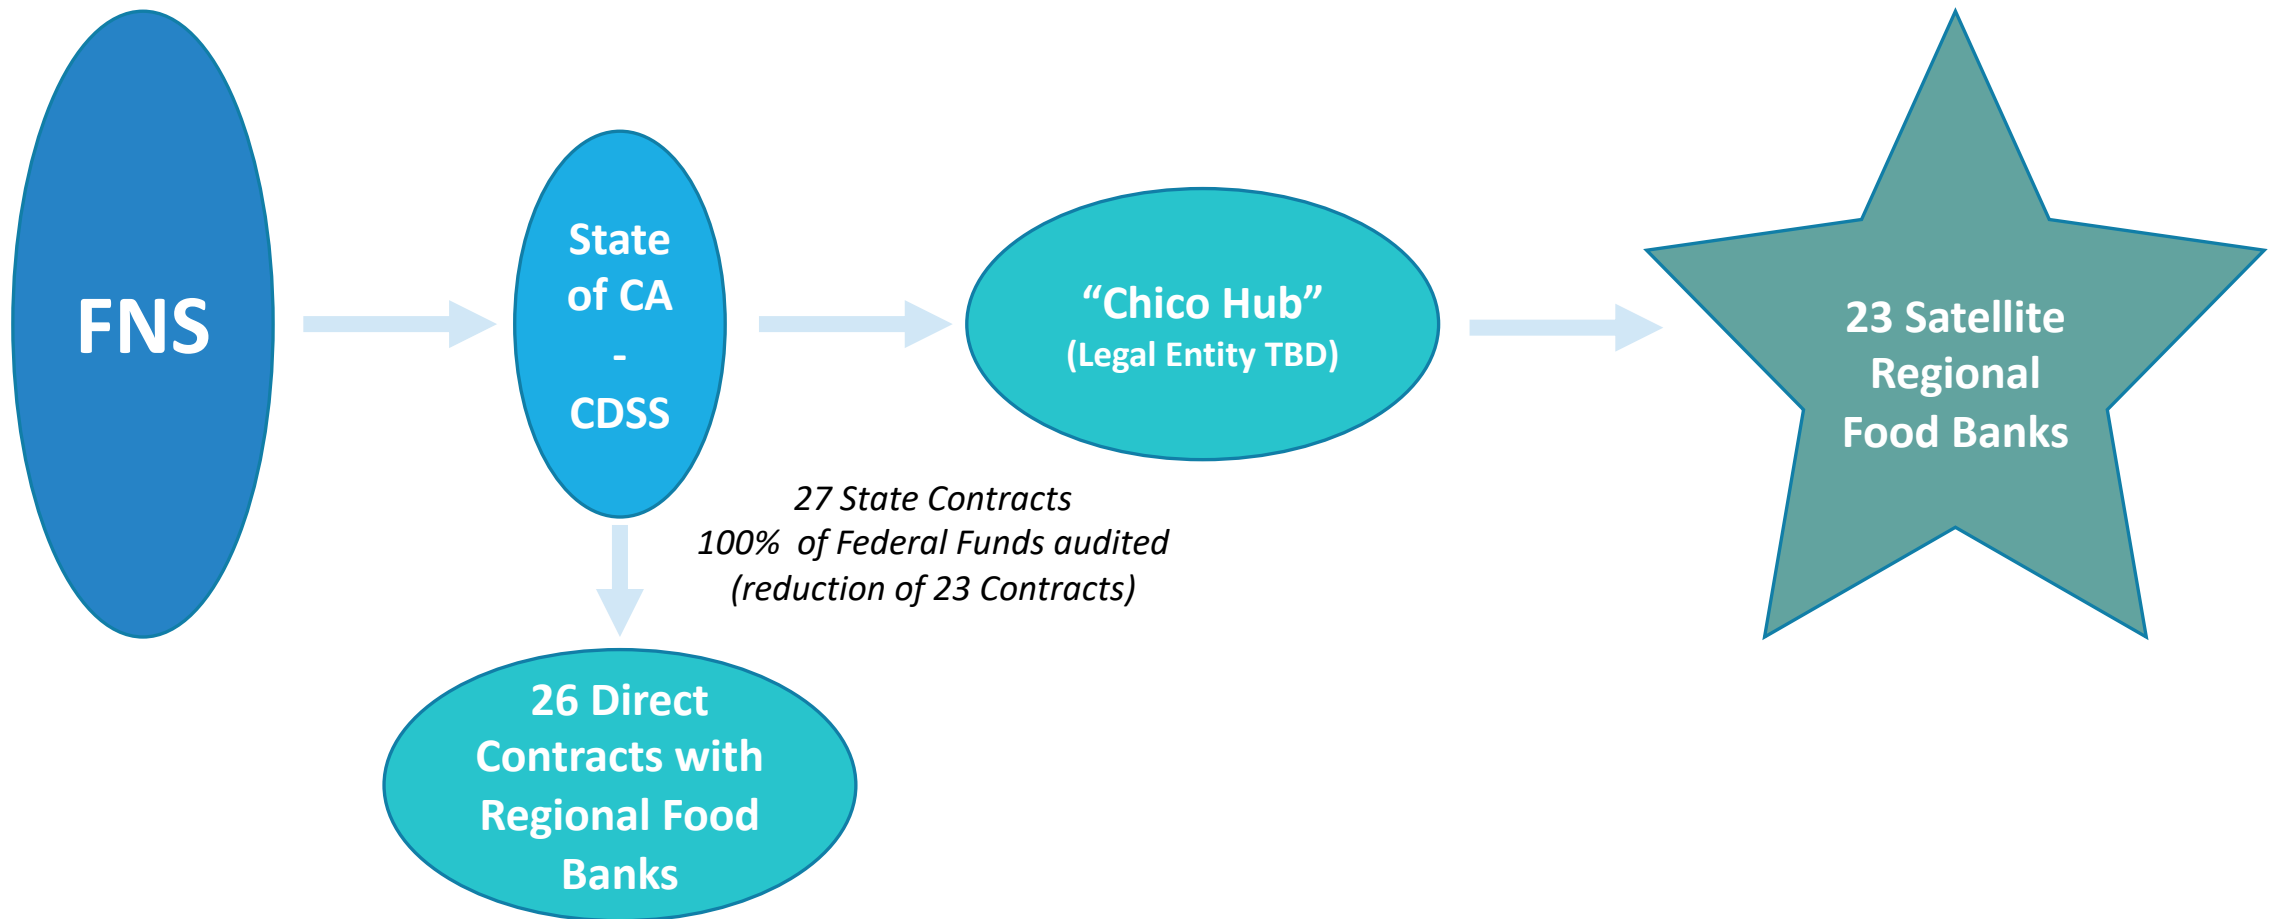 FNS
State
of CA
-
CDSS
“Chico Hub”
(Legal Entity TBD)
23 Satellite
Regional
Food Banks
27 State Contracts
100% of Federal Funds audited
(reduction of 23 Contracts)
26 Direct
Contracts with
Regional Food
Banks